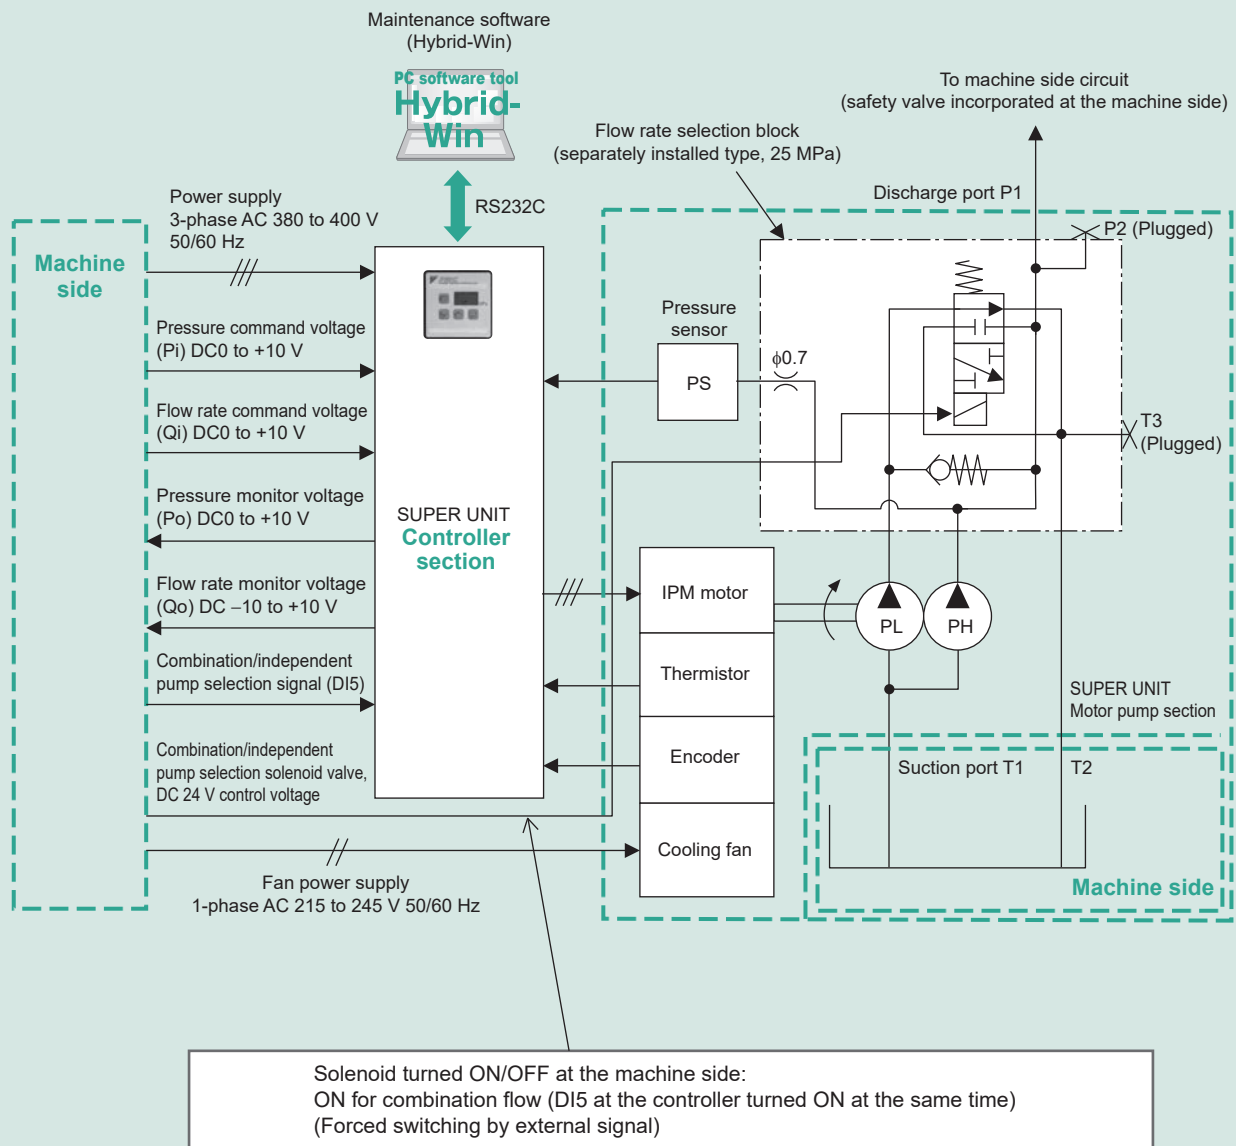 Maintenance software
(Hybrid-Win)
PC software tool
Hybrid-
Win
RS232C
To machine side circuit
(safety valve incorporated at the machine side)
Flow rate selection block
(separately installed type, 25 MPa)
Discharge port P1
P2 (Plugged)
Power supply
3-phase AC 380 to 400 V
50/60 Hz
Machine
side
Pressure command voltage
(Pi) DC0 to +10 V
Flow rate command voltage
(Qi) DC0 to +10 V
Pressure monitor voltage
(Po) DC0 to +10 V
Flow rate monitor voltage
(Qo) DC –10 to +10 V
Combination/independent
pump selection signal (DI5)
Combination/independent
pump selection solenoid valve,
DC 24 V control voltage
Fan power supply
1-phase AC 215 to 245 V 50/60 Hz
SUPER UNIT
Controller
section
Pressure
sensor
PS
ϕ0.7
T3
(Plugged)
IPM motor
Thermistor
Encoder
Cooling fan
PL
PH
SUPER UNIT
Motor pump section
Suction port T1
T2
Machine side
Solenoid turned ON/OFF at the machine side:
ON for combination flow (DI5 at the controller turned ON at the same time)
(Forced switching by external signal)